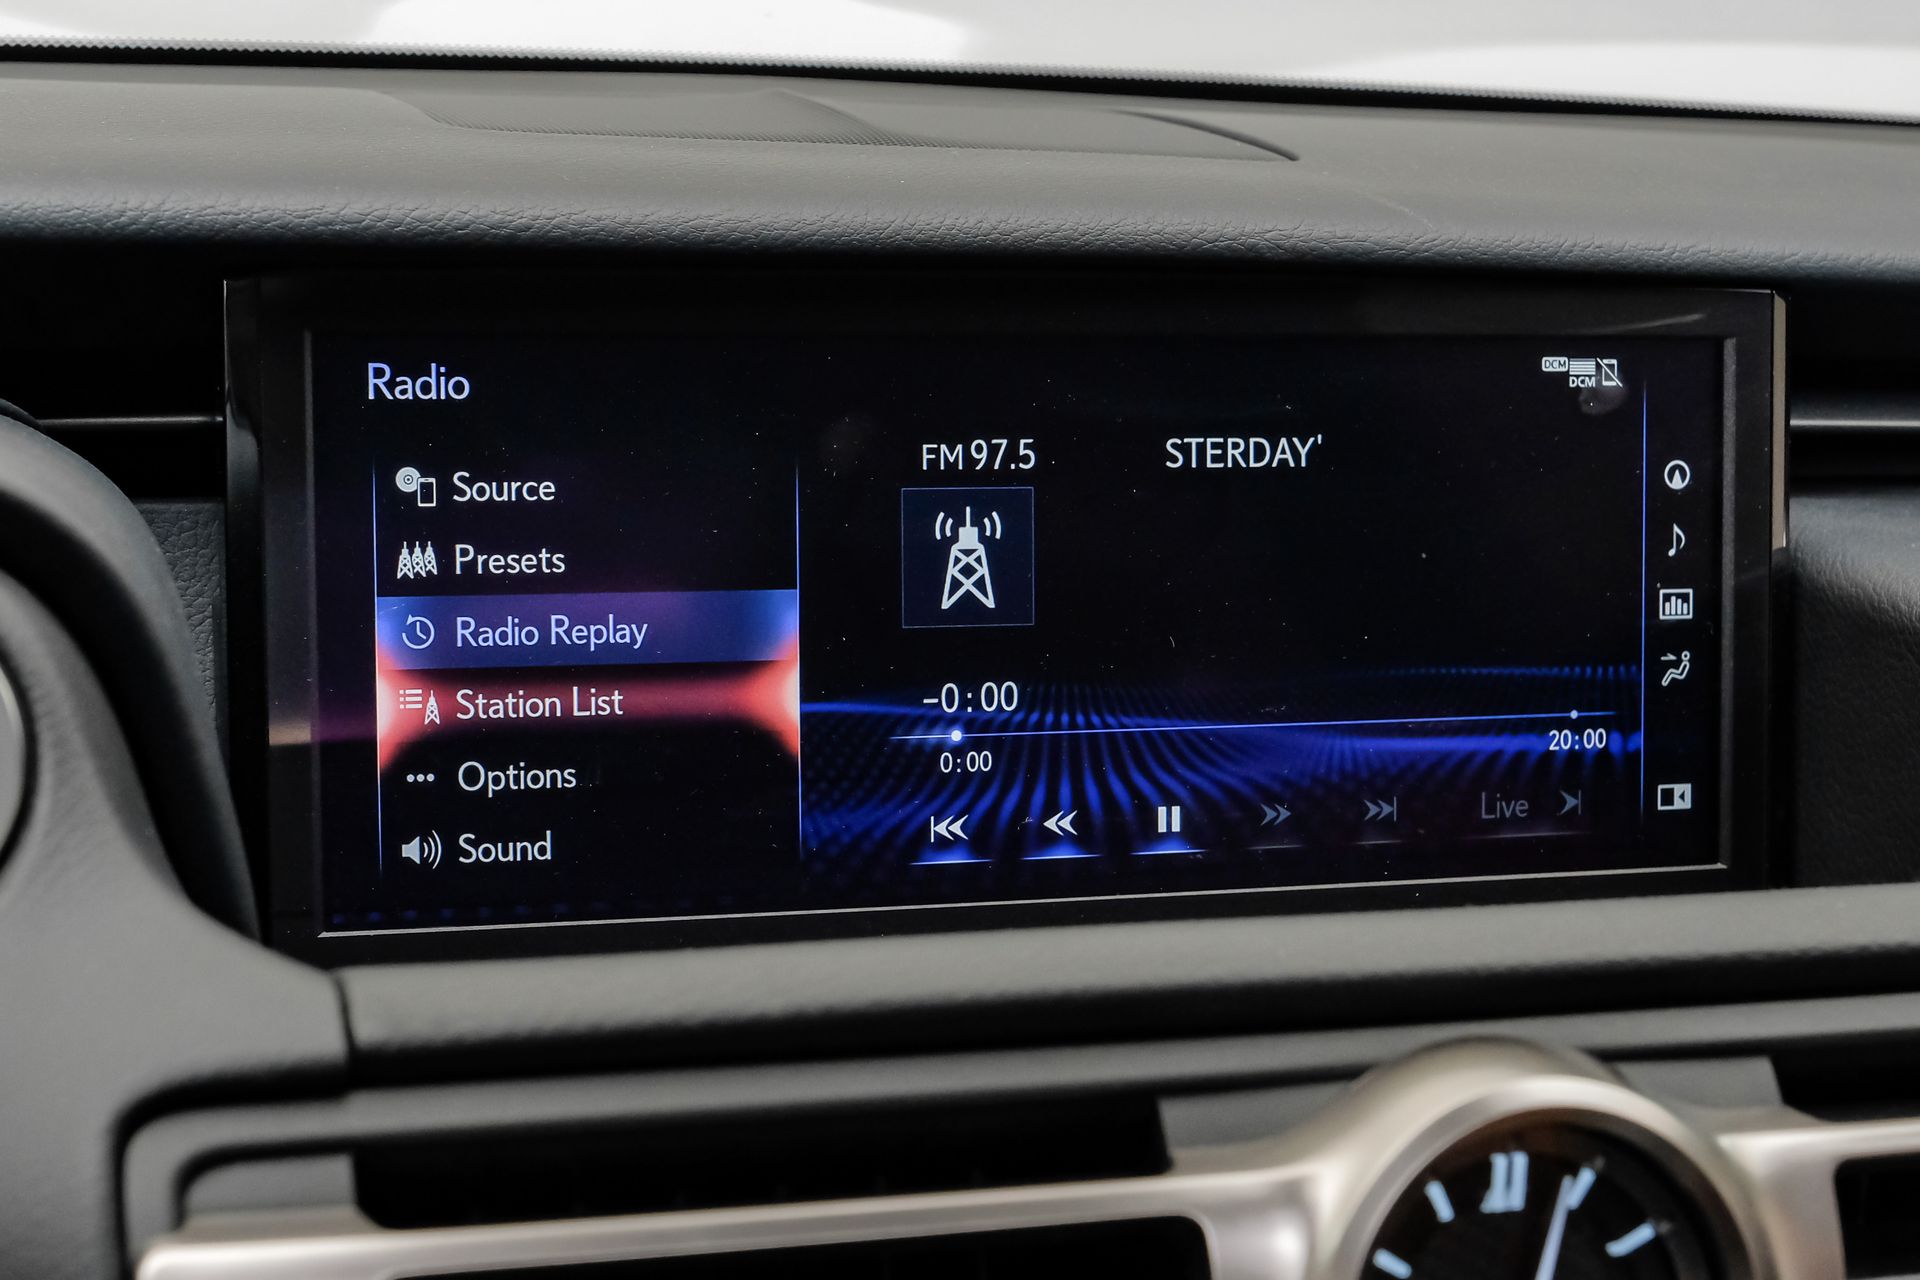 Radio
DCM
DCM
Source
Presets
Radio Replay
Station List
Options
Sound
FM 97.5
STERDAY'
-0:00
0:00
20:00
Live